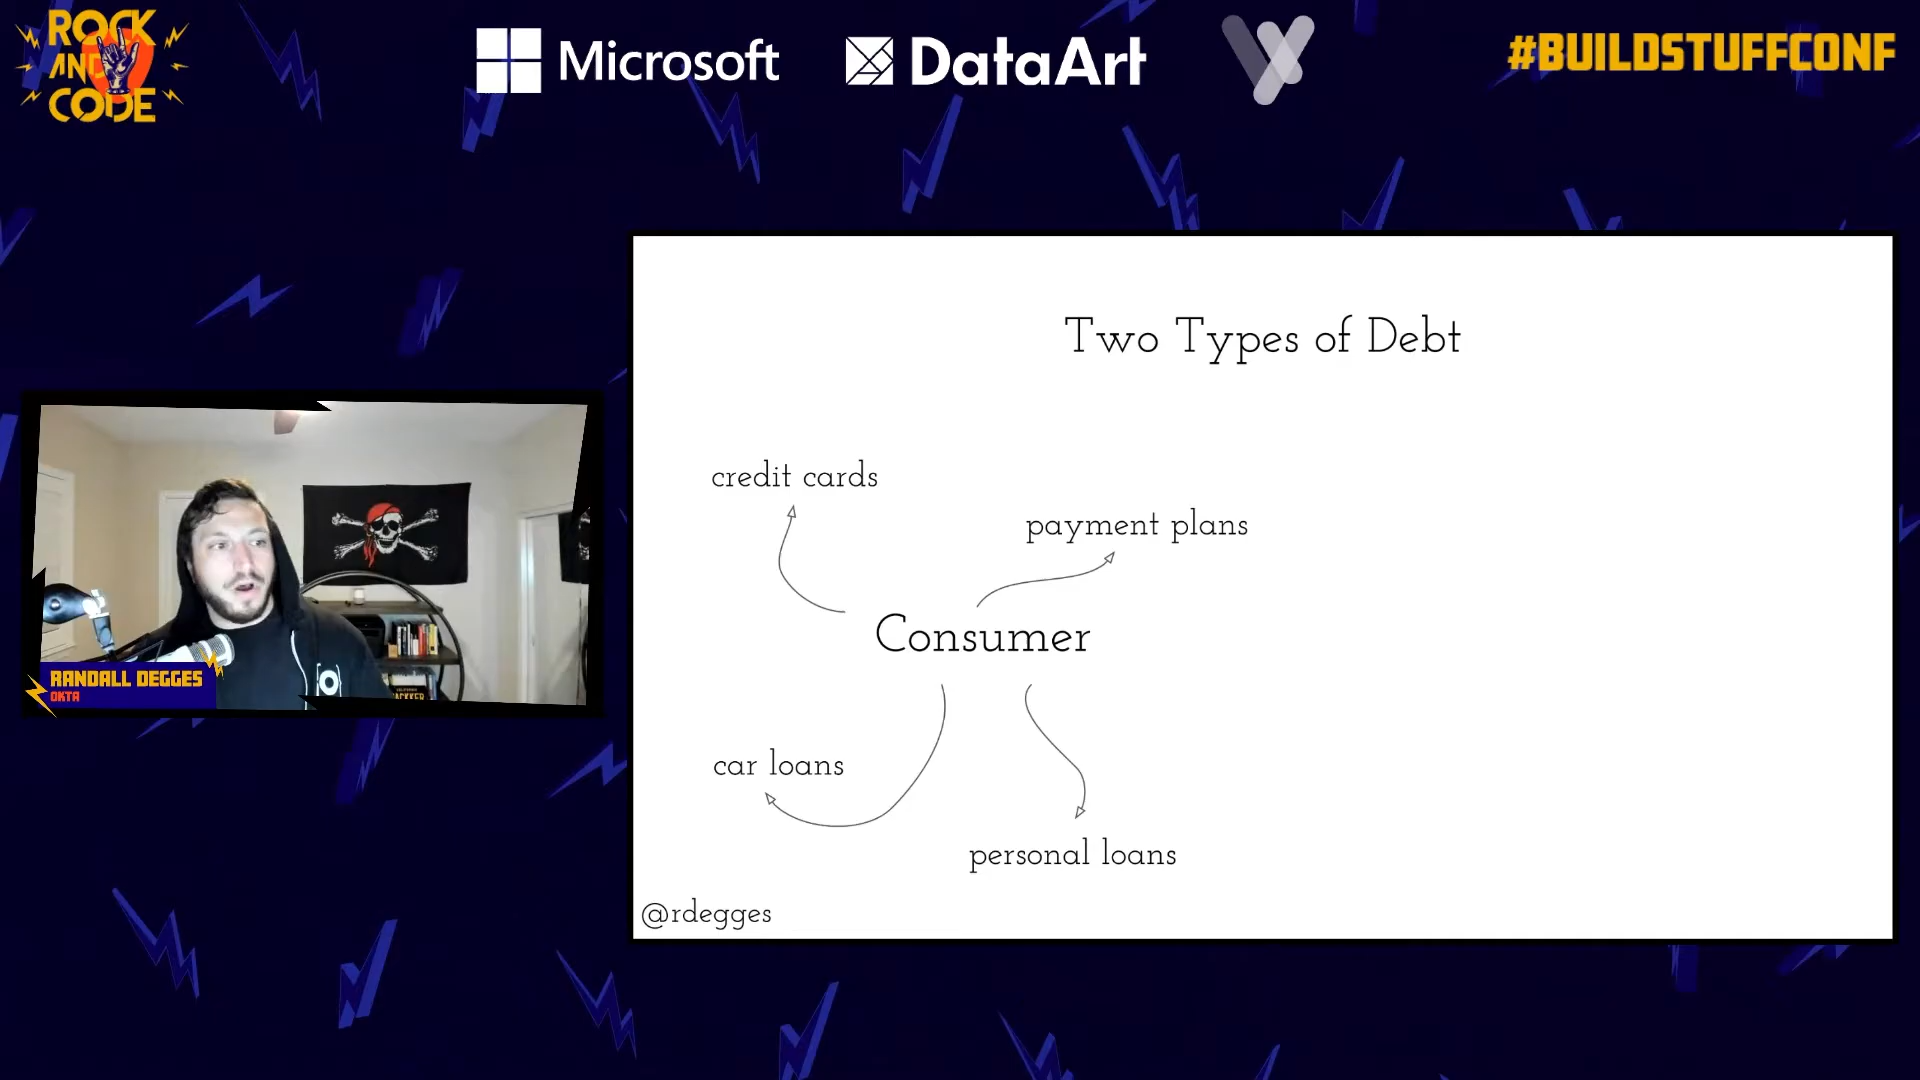 ROCK
AND
CODE
Microsoft
DataArt
#BUILDSTUFFCONF
Two Types of Debt
credit cards
payment plans
Consumer
car loans
personal loans
@rdegges
RANDALL DEGGES
OKTA